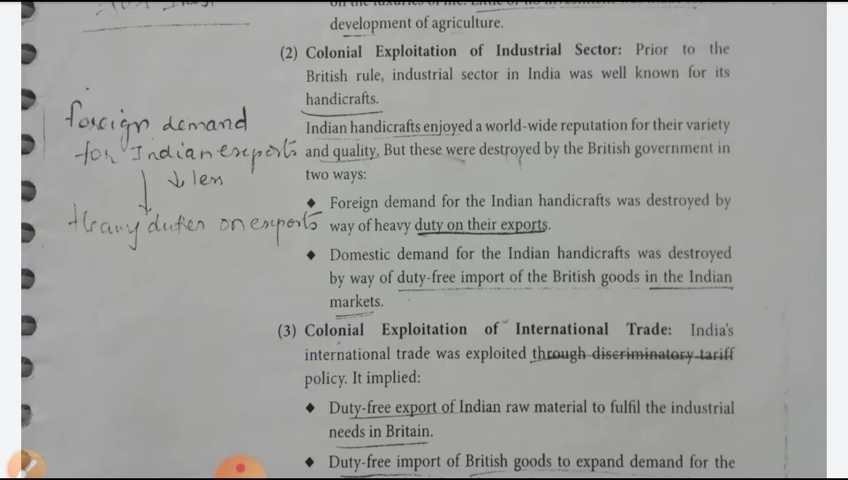 development of agriculture.
(2) Colonial Exploitation of Industrial Sector: Prior to the
British rule, industrial sector in India was well known for its
handicrafts.
Indian handicrafts enjoyed a world-wide reputation for their variety
and quality. But these were destroyed by the British government in
two ways:
◆ Foreign demand for the Indian handicrafts was destroyed by
way of heavy duty on their exports.
◆ Domestic demand for the Indian handicrafts was destroyed
by way of duty-free import of the British goods in the Indian
markets.
(3) Colonial Exploitation of International Trade: India's
international trade was exploited through discriminatory tariff
policy. It implied:
◆ Duty-free export of Indian raw material to fulfil the industrial
needs in Britain.
◆ Duty-free import of British goods to expand demand for the
foreign demand
for Indian exports
↓ less
Heavy duties on exports